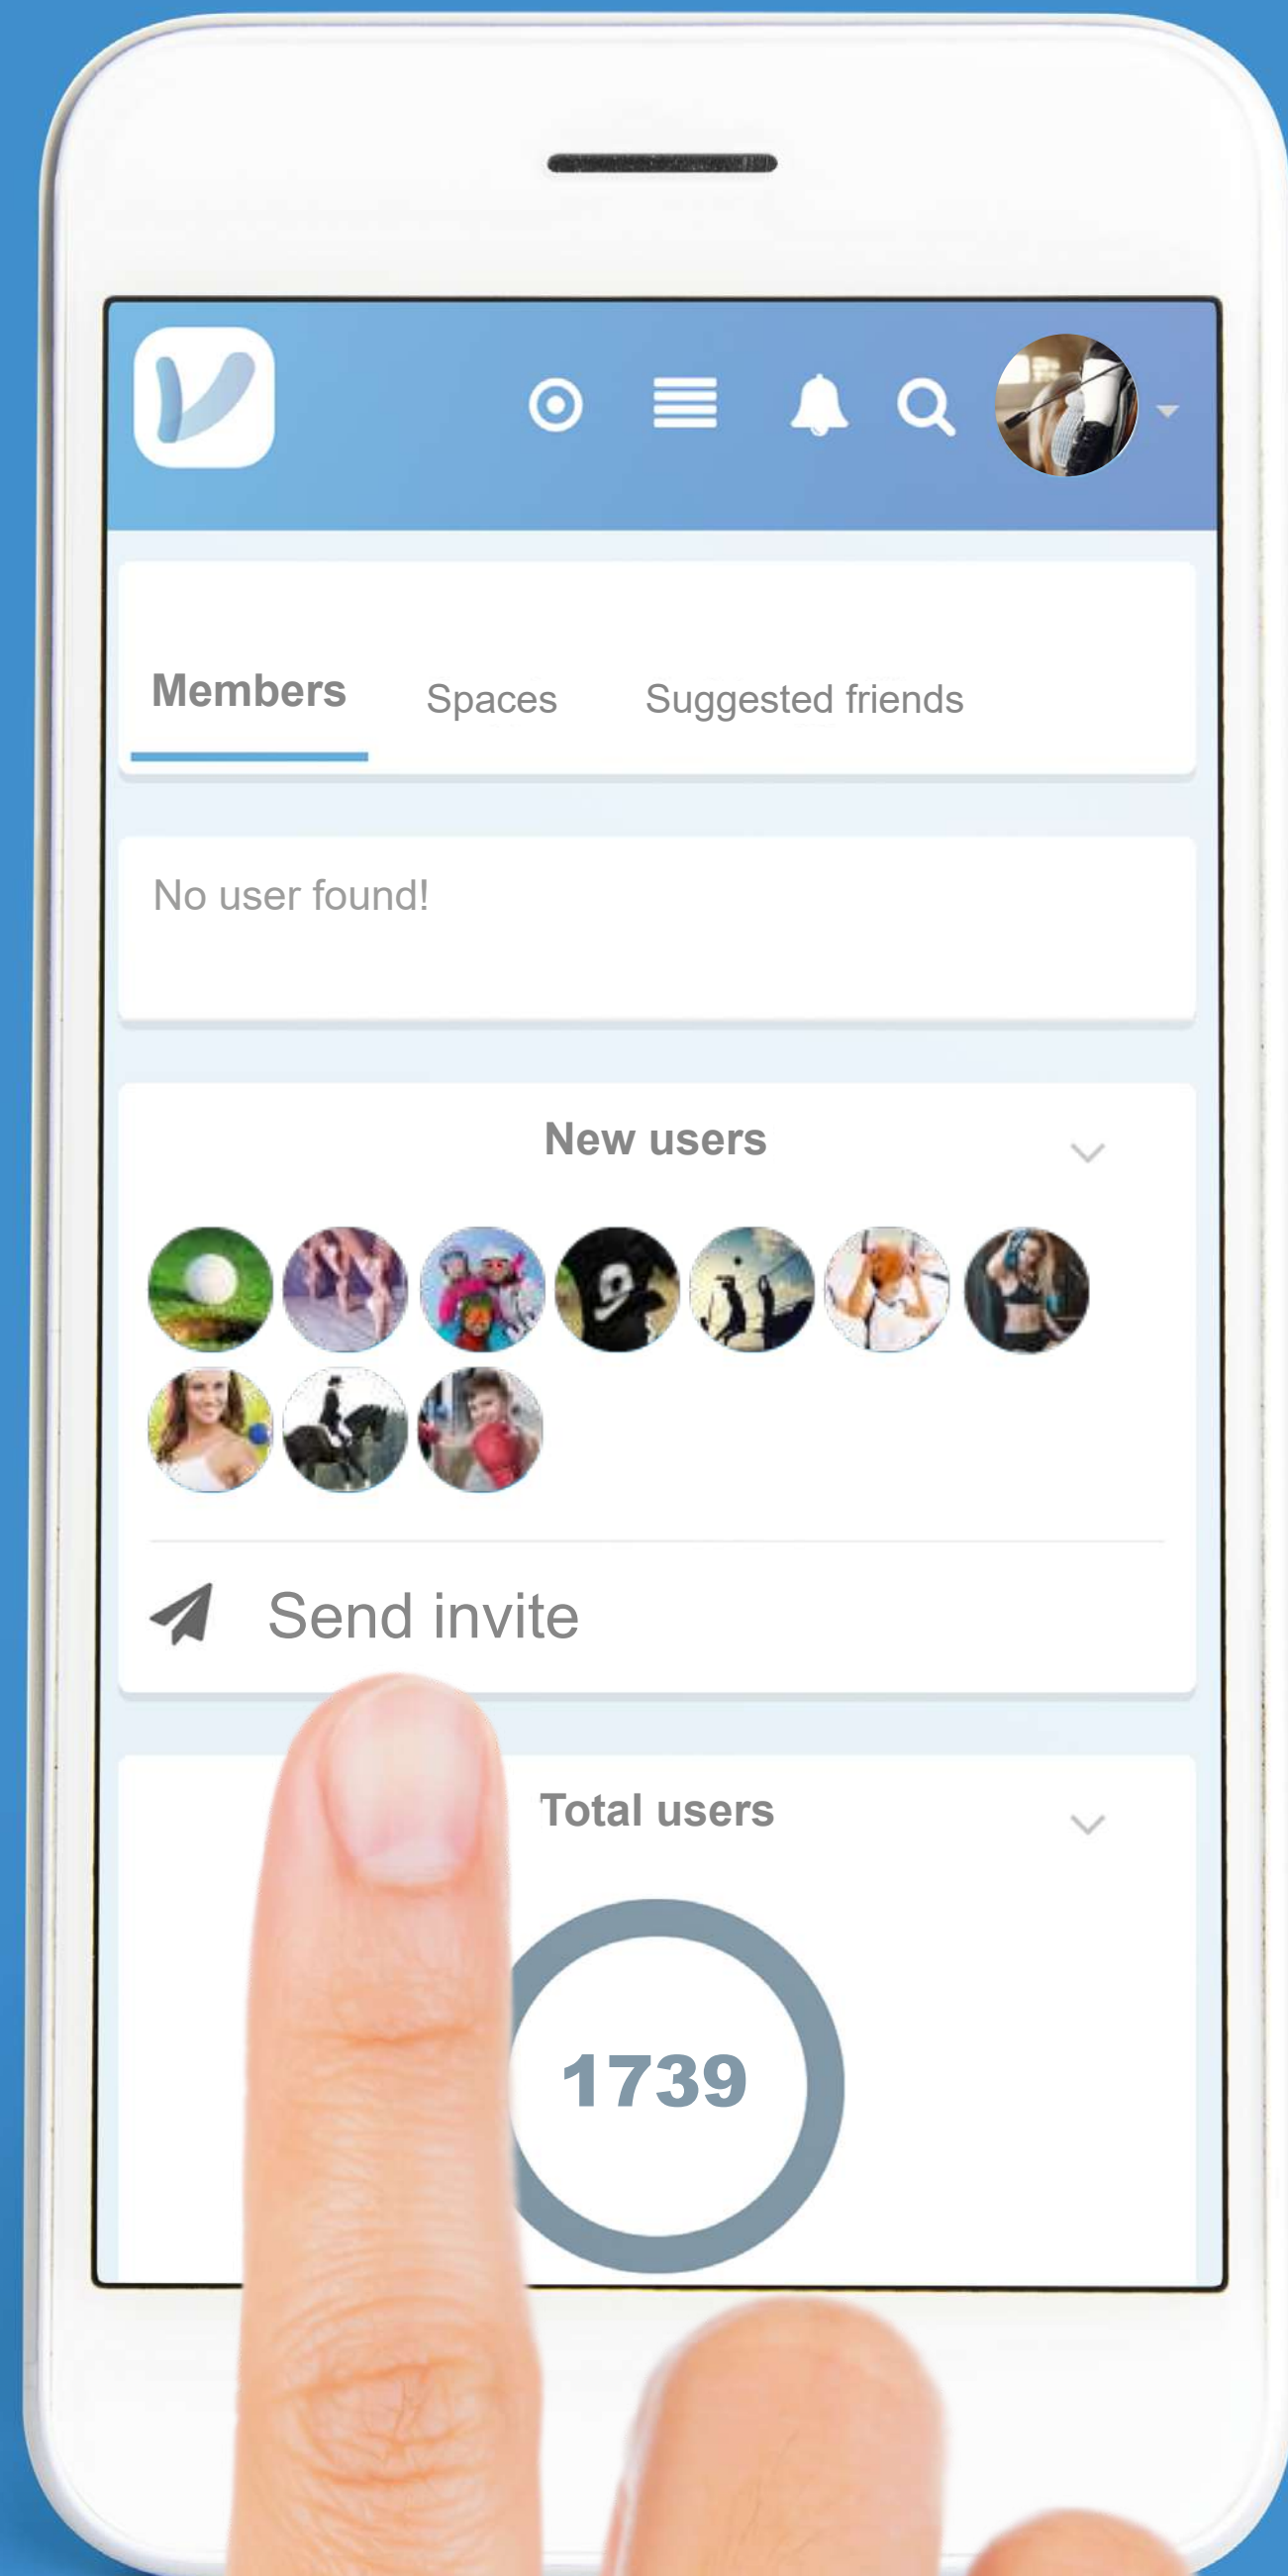 Members Spaces Suggested friends
No user found!
New users
Send invite
Total users
1739